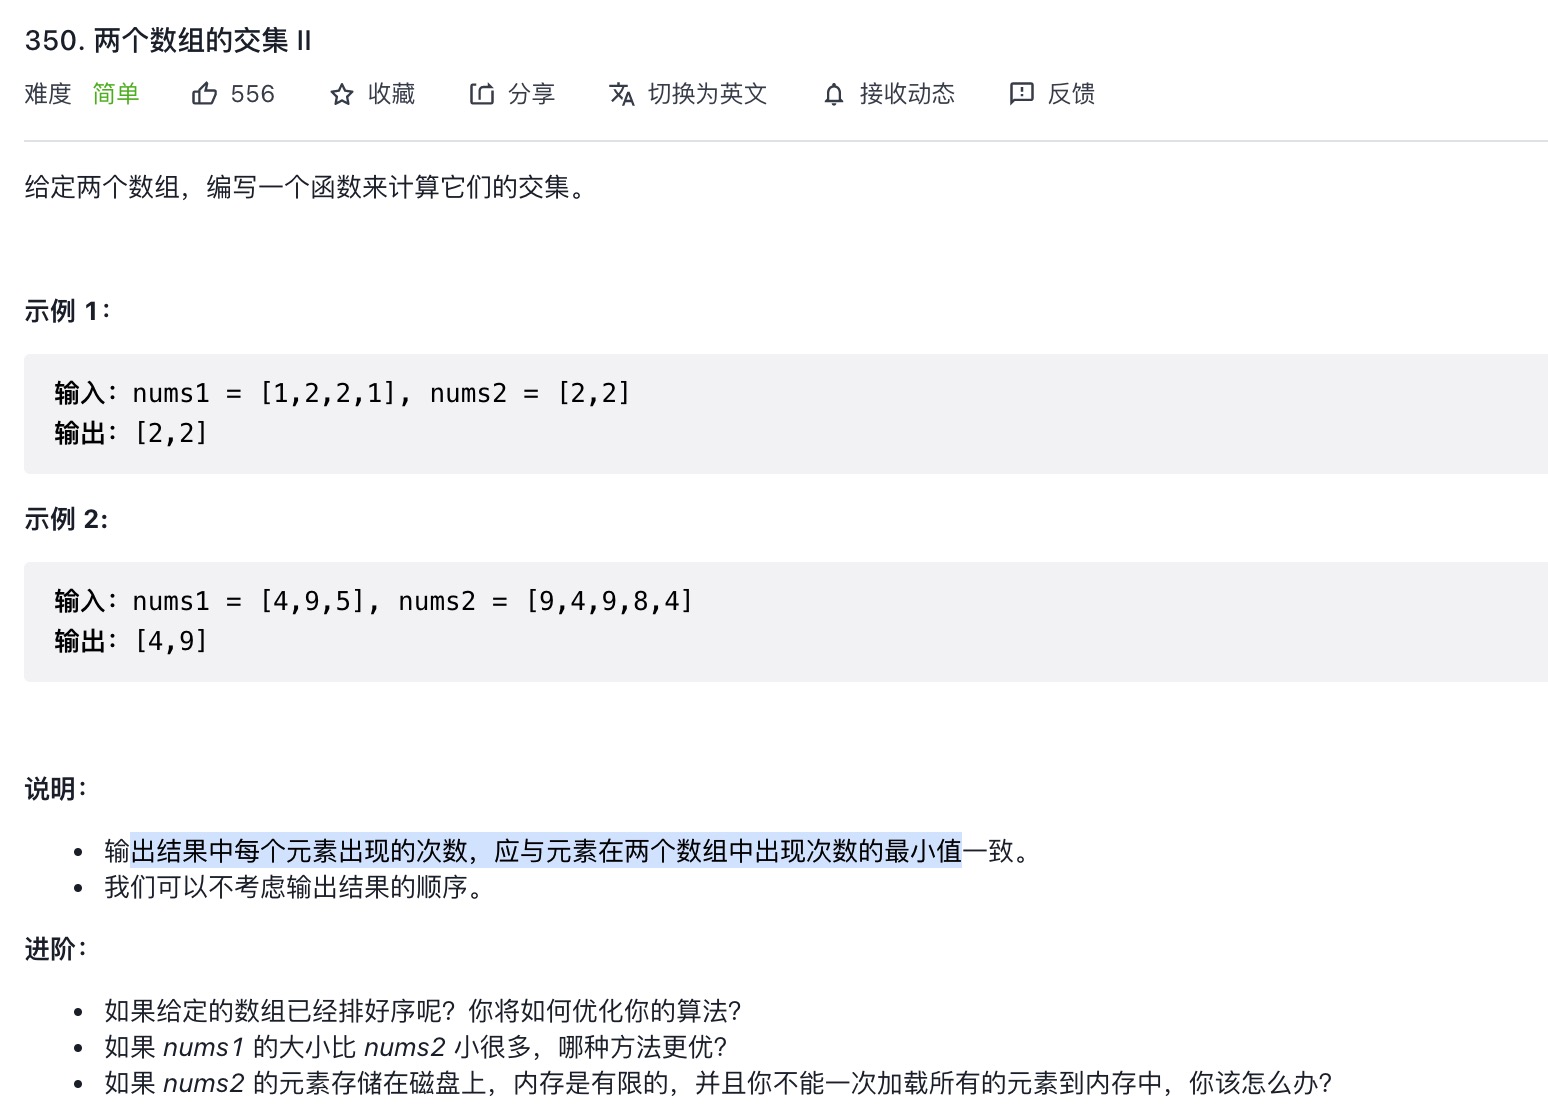 350. 两个数组的交集 II
难度 简单 556 收藏 分享 切换为英文 接收动态 反馈
给定两个数组，编写一个函数来计算它们的交集。
示例 1：
输入：nums1 = [1,2,2,1], nums2 = [2,2]
输出：[2,2]
示例 2:
输入：nums1 = [4,9,5], nums2 = [9,4,9,8,4]
输出：[4,9]
说明：
输出结果中每个元素出现的次数，应与元素在两个数组中出现次数的最小值一致。
我们可以不考虑输出结果的顺序。
进阶：
如果给定的数组已经排好序呢？你将如何优化你的算法？
如果 nums1 的大小比 nums2 小很多，哪种方法更优？
如果 nums2 的元素存储在磁盘上，内存是有限的，并且你不能一次加载所有的元素到内存中，你该怎么办？